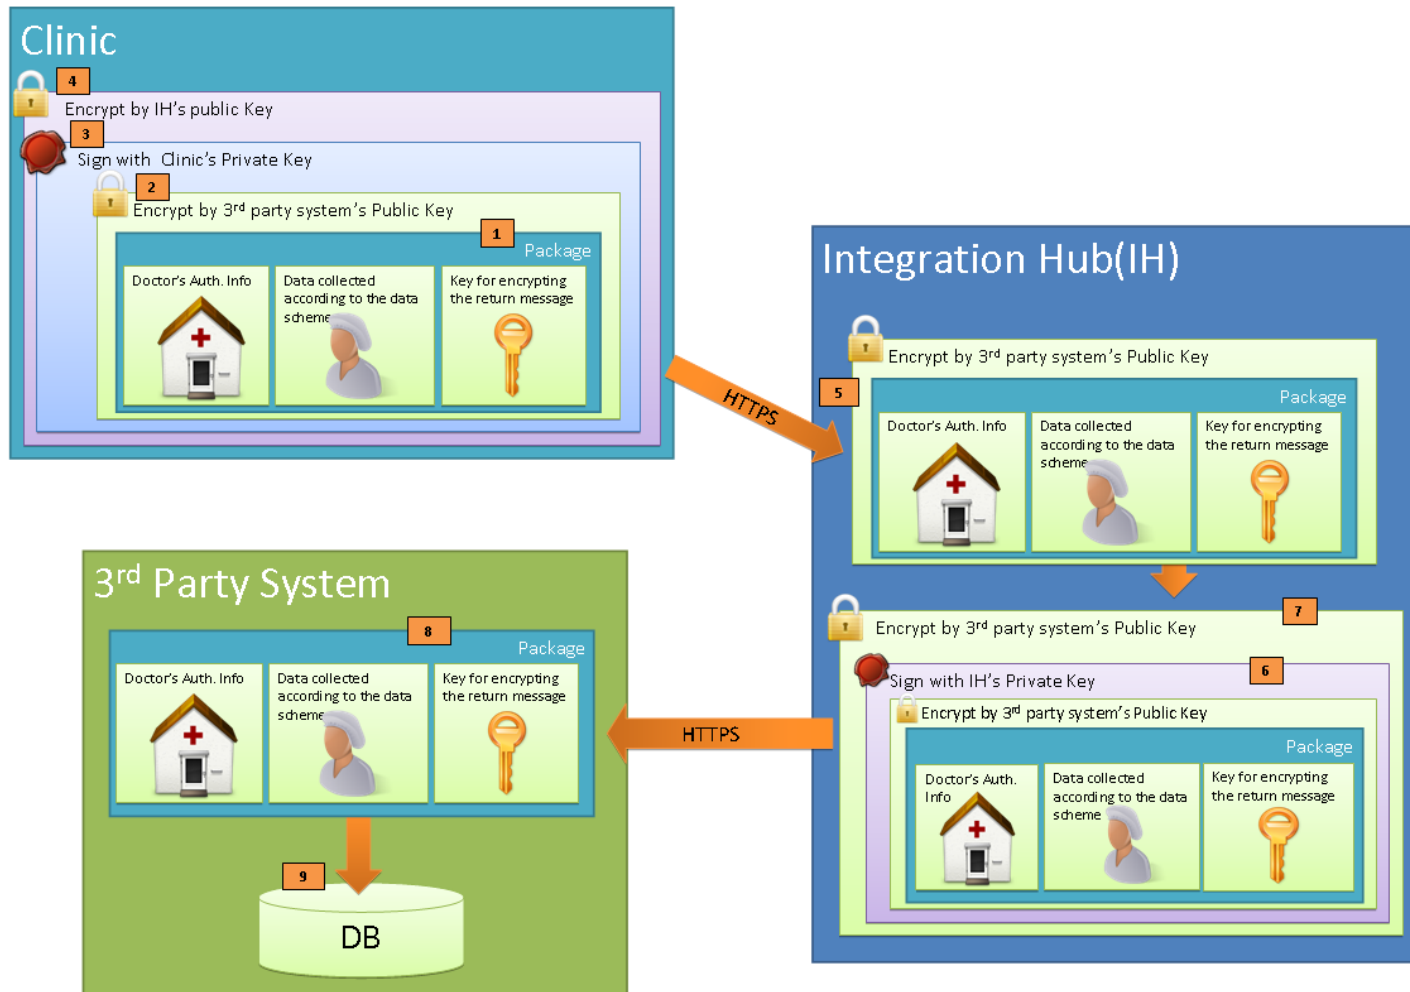 Clinic
4
Encrypt by IH's public Key
3
Sign with Clinic's Private Key
2
Encrypt by 3rd party system's Public Key
1
Package
Doctor's Auth. Info
Data collected
according to the data
scheme
Key for encrypting
the return message
HTTPS
Integration Hub(IH)
Encrypt by 3rd party system's Public Key
5
Package
Doctor's Auth. Info
Data collected
according to the data
scheme
Key for encrypting
the return message
7
Encrypt by 3rd party system's Public Key
6
Sign with IH's Private Key
Encrypt by 3rd party system's Public Key
Package
Doctor's Auth.
Info
Data collected
according to the data
scheme
Key for encrypting
the return message
HTTPS
3rd Party System
8
Package
Doctor's Auth. Info
Data collected
according to the data
scheme
Key for encrypting
the return message
9
DB